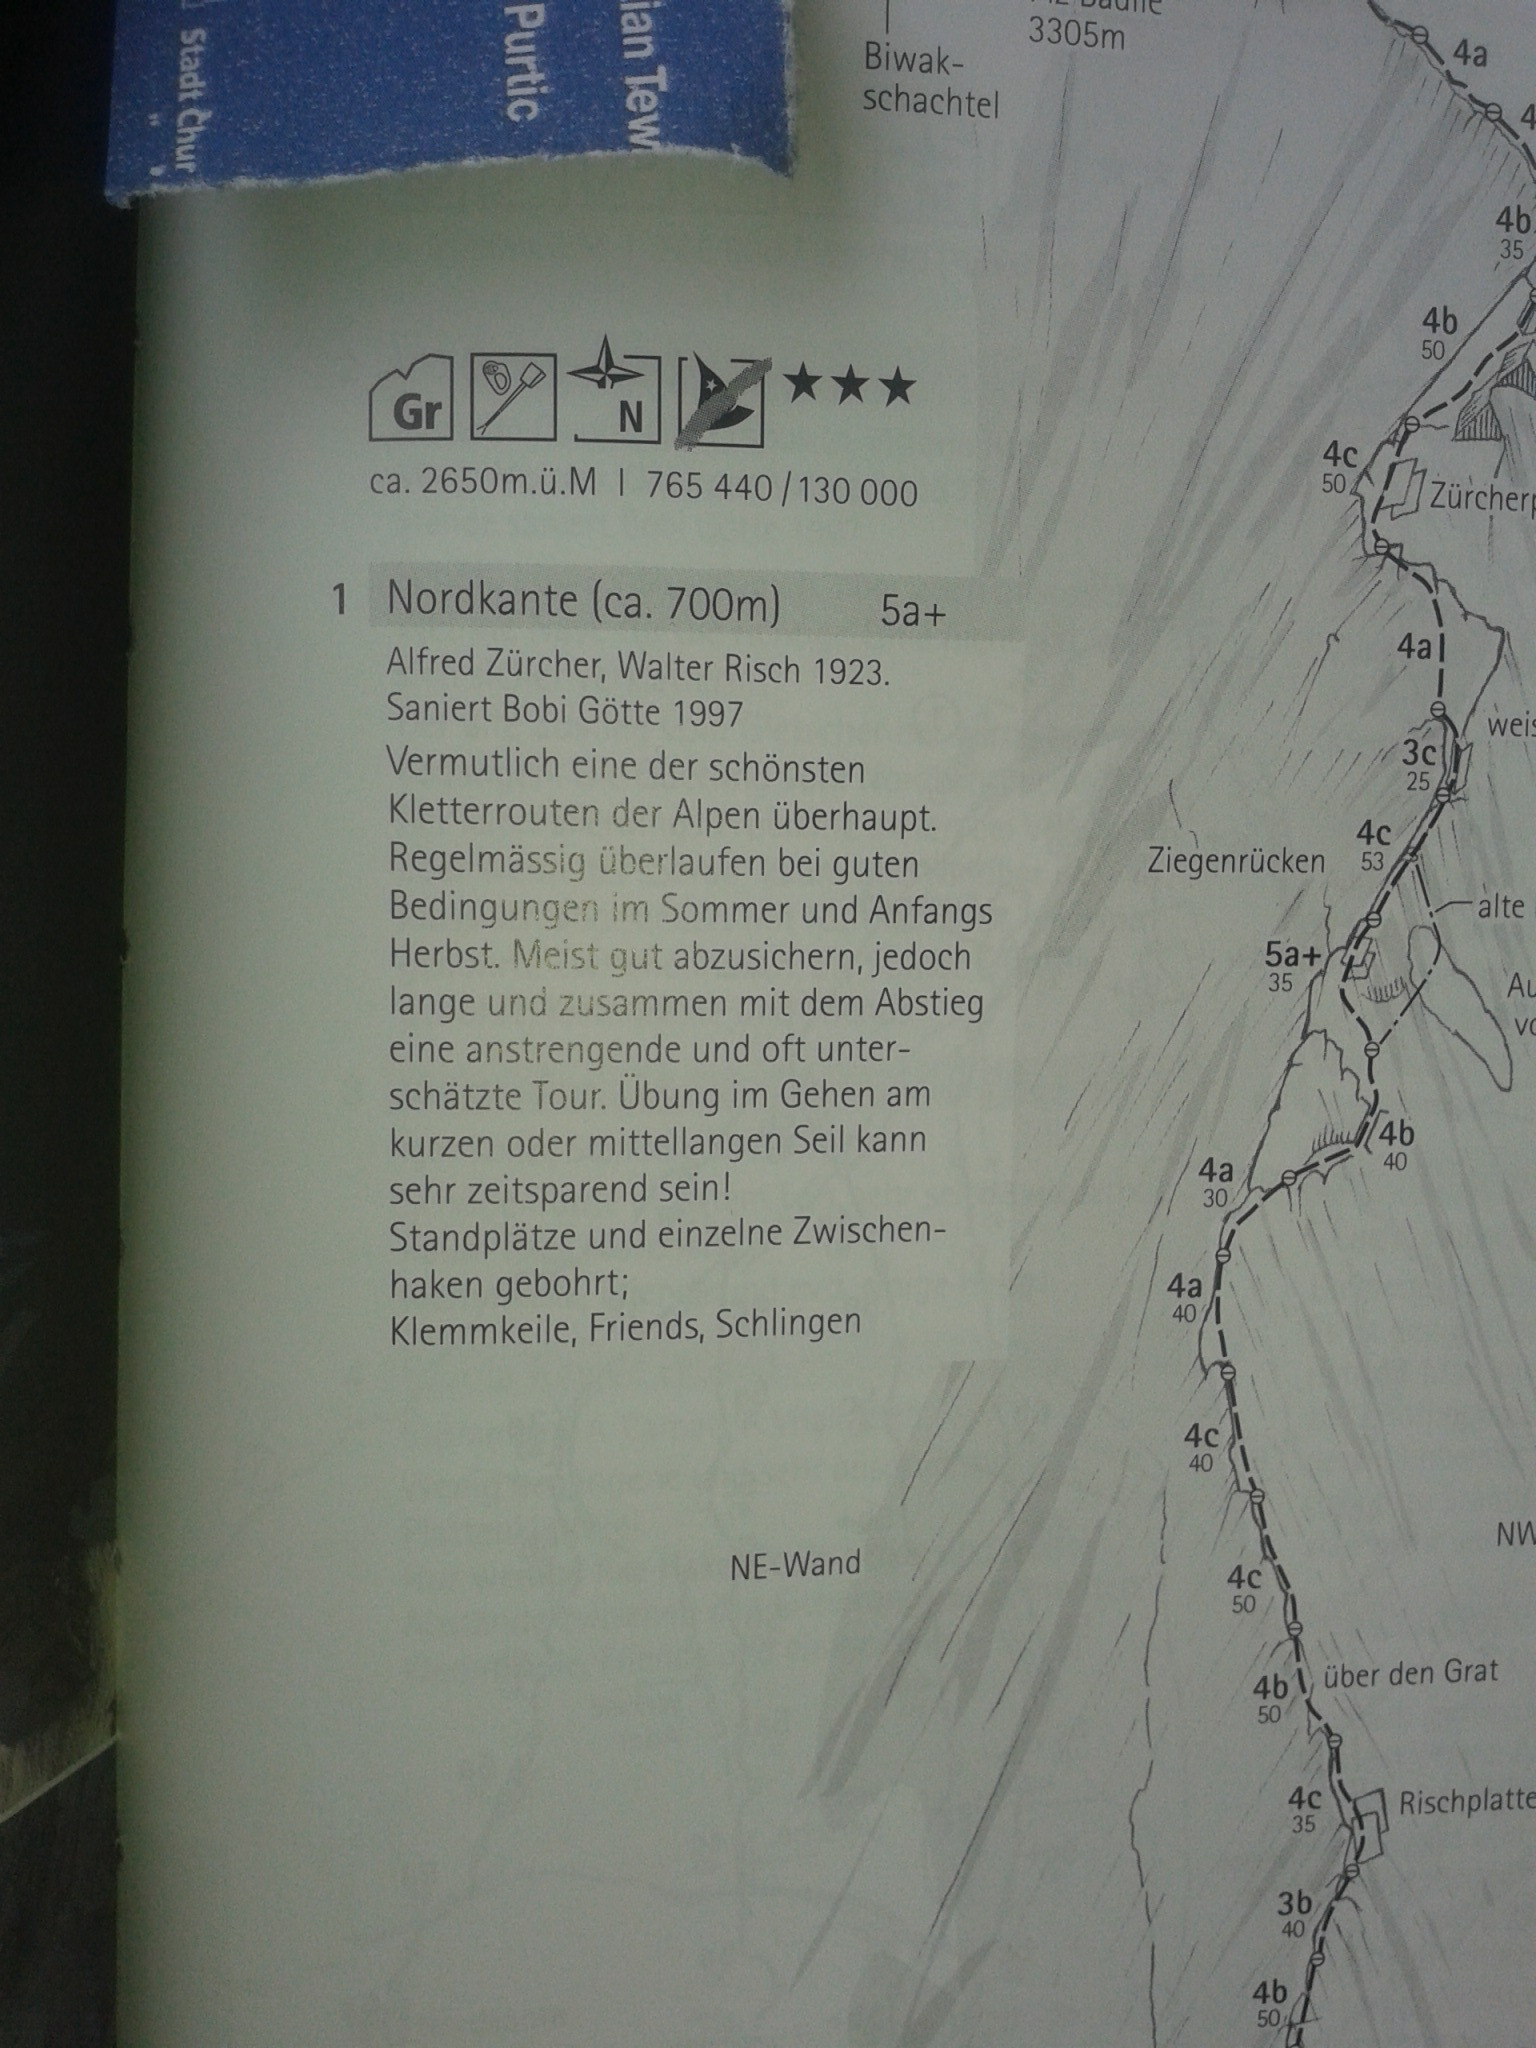 Stadt Chur
Purtic
ian Tew
Biwak-
schachtel
3305m
4a
4b
35
4b
50
Gr
N
ca. 2650m.ü.M | 765 440/130 000
4c
50
Zürcherp
1 Nordkante (ca. 700m) 5a+
Alfred Zürcher, Walter Risch 1923.
Saniert Bobi Götte 1997
Vermutlich eine der schönsten
Kletterrouten der Alpen überhaupt.
Regelmässig überlaufen bei guten
Bedingungen im Sommer und Anfangs
Herbst. Meist gut abzusichern, jedoch
lange und zusammen mit dem Abstieg
eine anstrengende und oft unter-
schätzte Tour. Übung im Gehen am
kurzen oder mittellangen Seil kann
sehr zeitsparend sein!
Standplätze und einzelne Zwischen-
haken gebohrt;
Klemmkeile, Friends, Schlingen
4a
weis
3c
25
4c
53
Ziegenrücken
alte
5a+
35
Au
vo
4b
40
4a
30
4a
40
4c
40
NW
NE-Wand
4c
50
über den Grat
4b
50
4c
35
Rischplatte
3b
40
4b
50